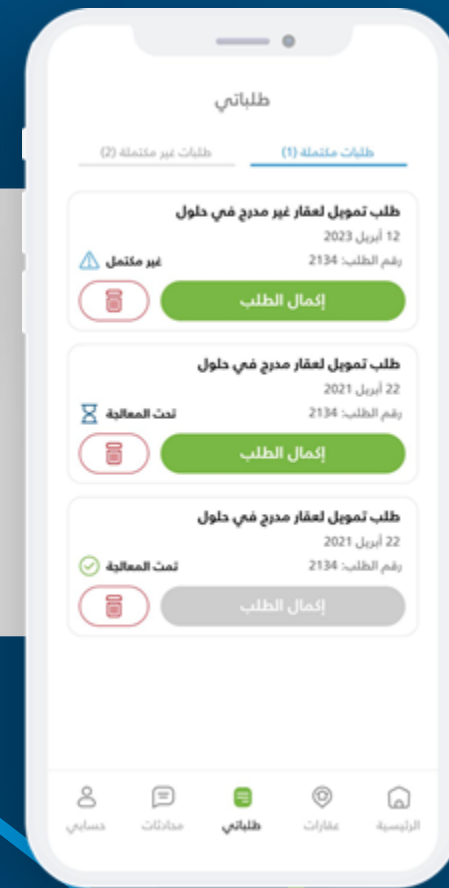 طلباتي
طلبات مكتملة (1) طلبات غير مكتملة (2)
طلب تمويل لعقار غير مدرج في حلول
12 أبريل 2023
رقم الطلب: 2134 غير مكتمل
إكمال الطلب
طلب تمويل لعقار مدرج في حلول
22 أبريل 2021
رقم الطلب: 2134 تحت المعالجة
إكمال الطلب
طلب تمويل لعقار مدرج في حلول
22 أبريل 2021
رقم الطلب: 2134 تمت المعالجة
إكمال الطلب
الرئيسية عقارات طلباتي محادثات حسابي